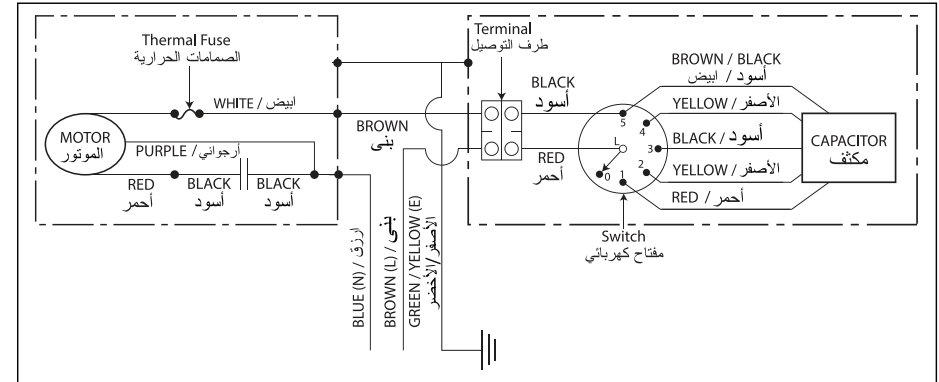 Thermal Fuse
الصمامات الحرارية
WHITE / ابيض
MOTOR
الموتور
PURPLE / أرجواني
RED
أحمر
BLACK
أسود
BLACK
أسود
BROWN
بنى
BLUE (N) / ازرق
BROWN (L) / بنى
GREEN / YELLOW (E)
الأصفر/الأخضر
Terminal
طرف التوصيل
BLACK
أسود
RED
أحمر
5
4
L
3
2
1
0
Switch
مفتاح كهربائي
BROWN / BLACK
أسود / ابيض
YELLOW / الأصفر
BLACK / أسود
YELLOW / الأصفر
RED / أحمر
CAPACITOR
مكثف